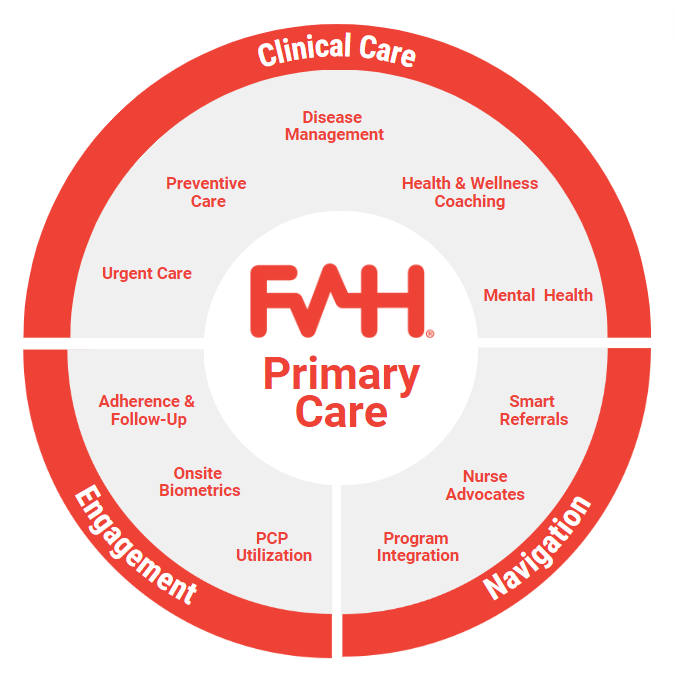 Clinical Care
Disease
Management
Preventive
Care
Health & Wellness
Coaching
Urgent Care
Mental Health
FAH®
Primary
Care
Adherence &
Follow-Up
Onsite
Biometrics
PCP
Utilization
Engagement
Smart
Referrals
Nurse
Advocates
Program
Integration
Navigation